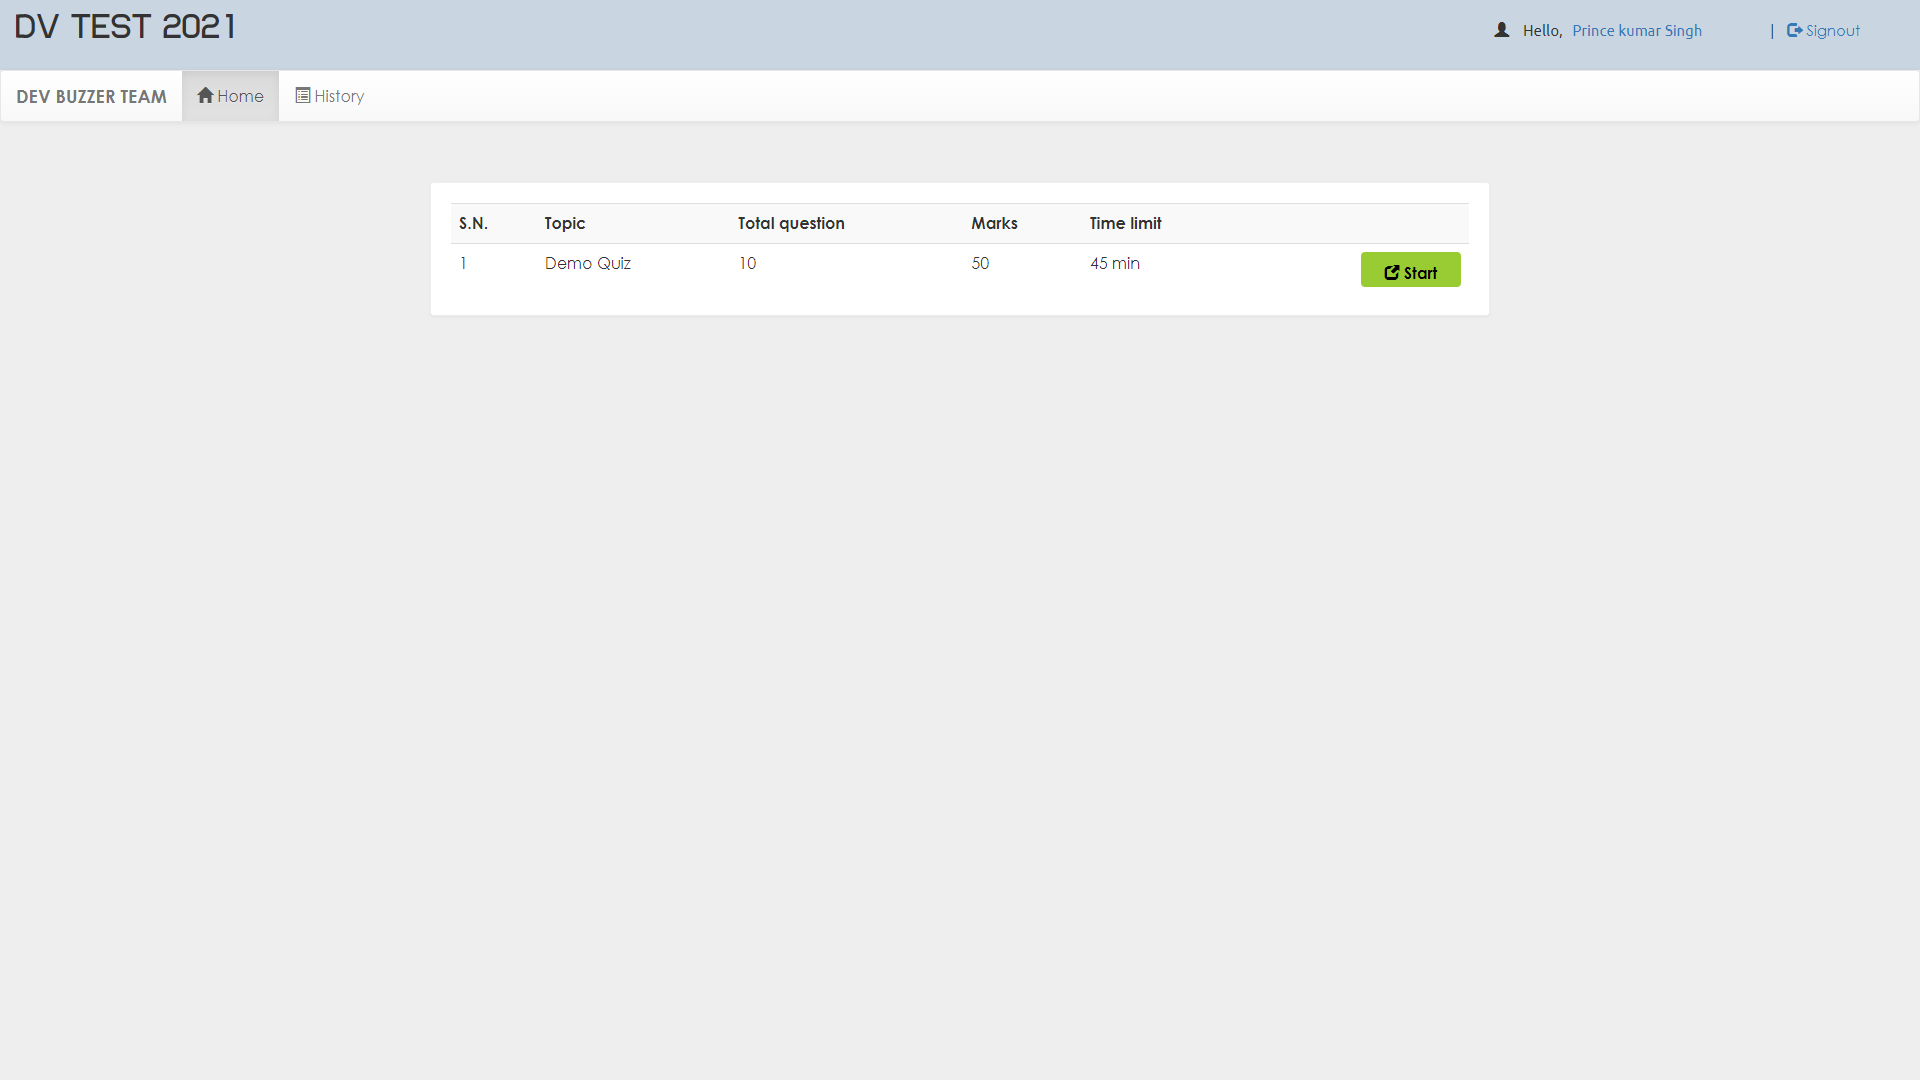 DV TEST 2021
Hello, Prince kumar Singh | Signout
DEV BUZZER TEAM Home History
S.N. Topic Total question Marks Time limit
1 Demo Quiz 10 50 45 min Start